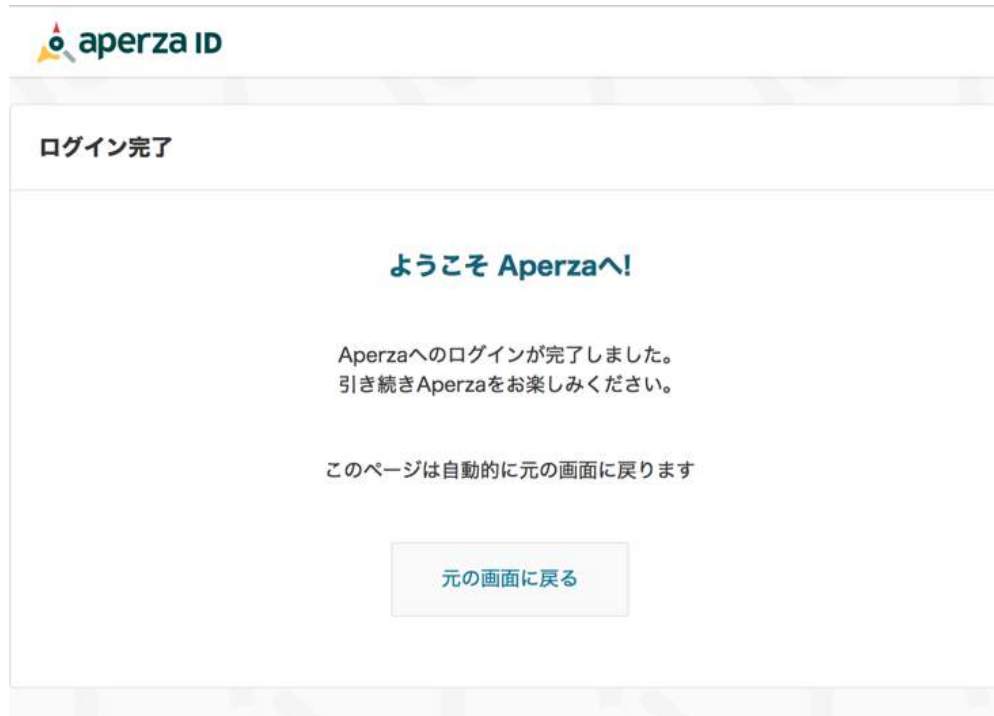 aperza ID
ログイン完了
ようこそ Aperzaへ!
Aperzaへのログインが完了しました。
引き続きAperzaをお楽しみください。
このページは自動的に元の画面に戻ります
元の画面に戻る